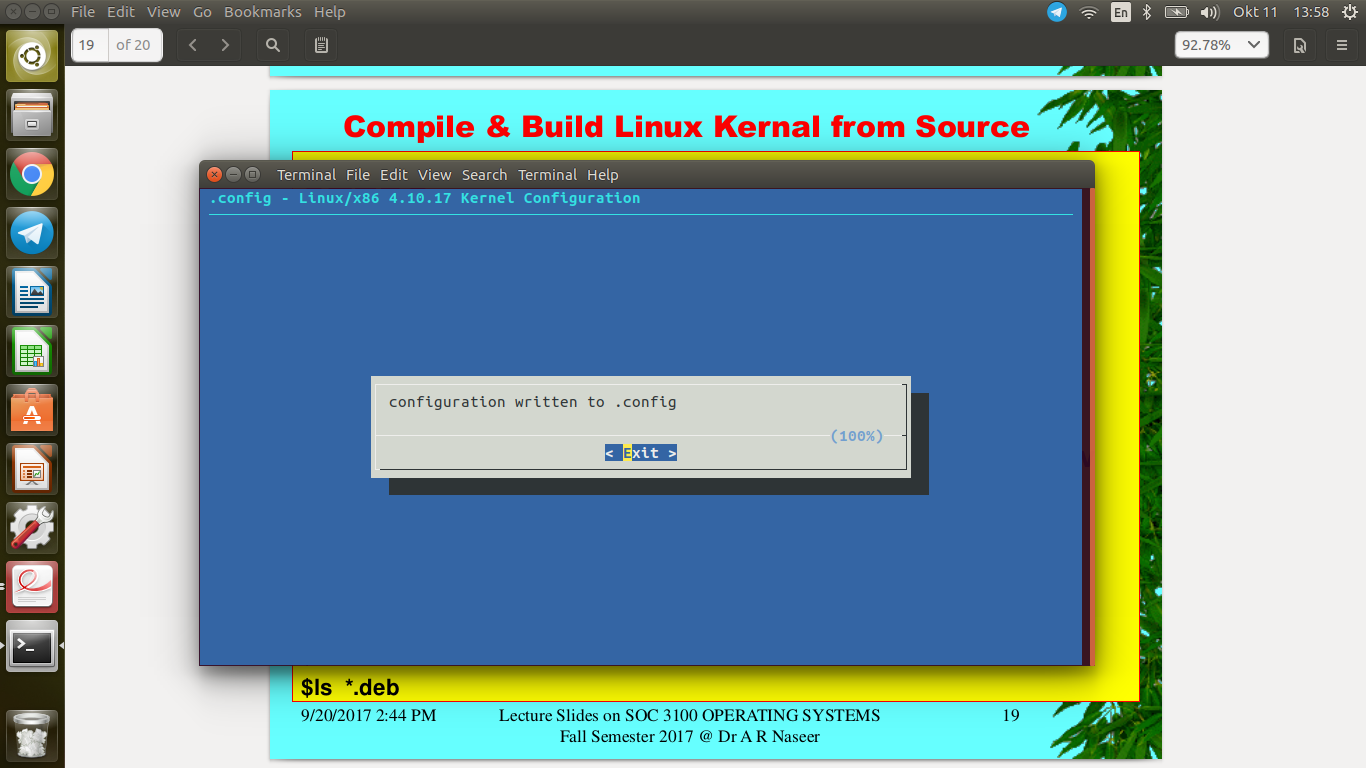 File Edit View Go Bookmarks Help
En
Okt 11 13:58
19 of 20
92.78%
Compile & Build Linux Kernal from Source
Terminal File Edit View Search Terminal Help
.config - Linux/x86 4.10.17 Kernel Configuration
configuration written to .config
(100%)
< Exit >
$ls *.deb
9/20/2017 2:44 PM Lecture Slides on SOC 3100 OPERATING SYSTEMS 19
Fall Semester 2017 @ Dr A R Naseer